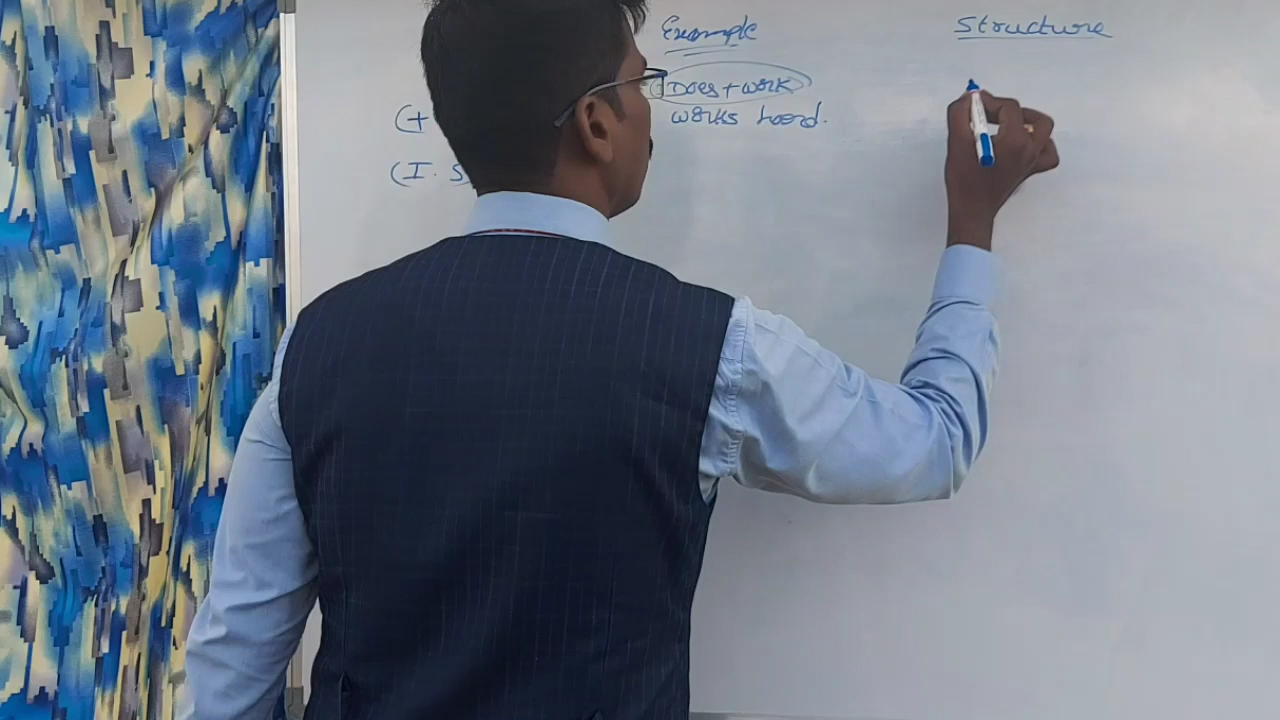 Example
Structure
Does + work
(+
works hard.
(I. S